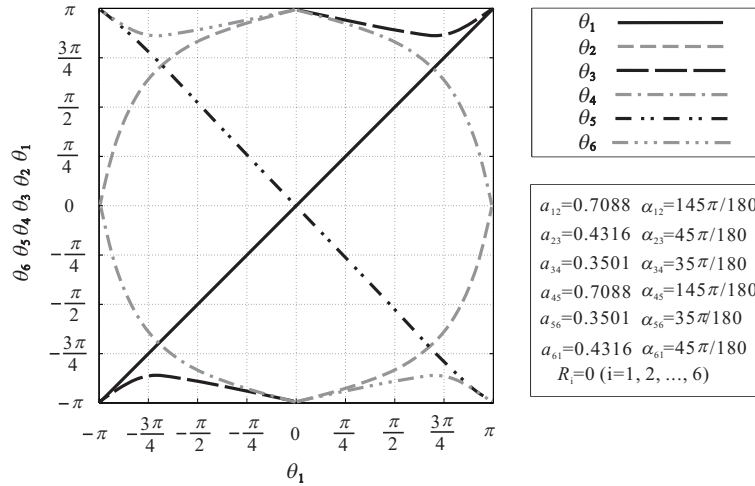 π
3π/4
π/2
π/4
0
−π/4
−π/2
−3π/4
−π
θ₆ θ₅ θ₄ θ₃ θ₂ θ₁
−π −3π/4 −π/2 −π/4 0 π/4 π/2 3π/4 π
θ₁
θ₁
θ₂
θ₃
θ₄
θ₅
θ₆
a₁₂=0.7088 α₁₂=145π/180
a₂₃=0.4316 α₂₃=45π/180
a₃₄=0.3501 α₃₄=35π/180
a₄₅=0.7088 α₄₅=145π/180
a₅₆=0.3501 α₅₆=35π/180
a₆₁=0.4316 α₆₁=45π/180
Rᵢ=0 (i=1, 2, ..., 6)